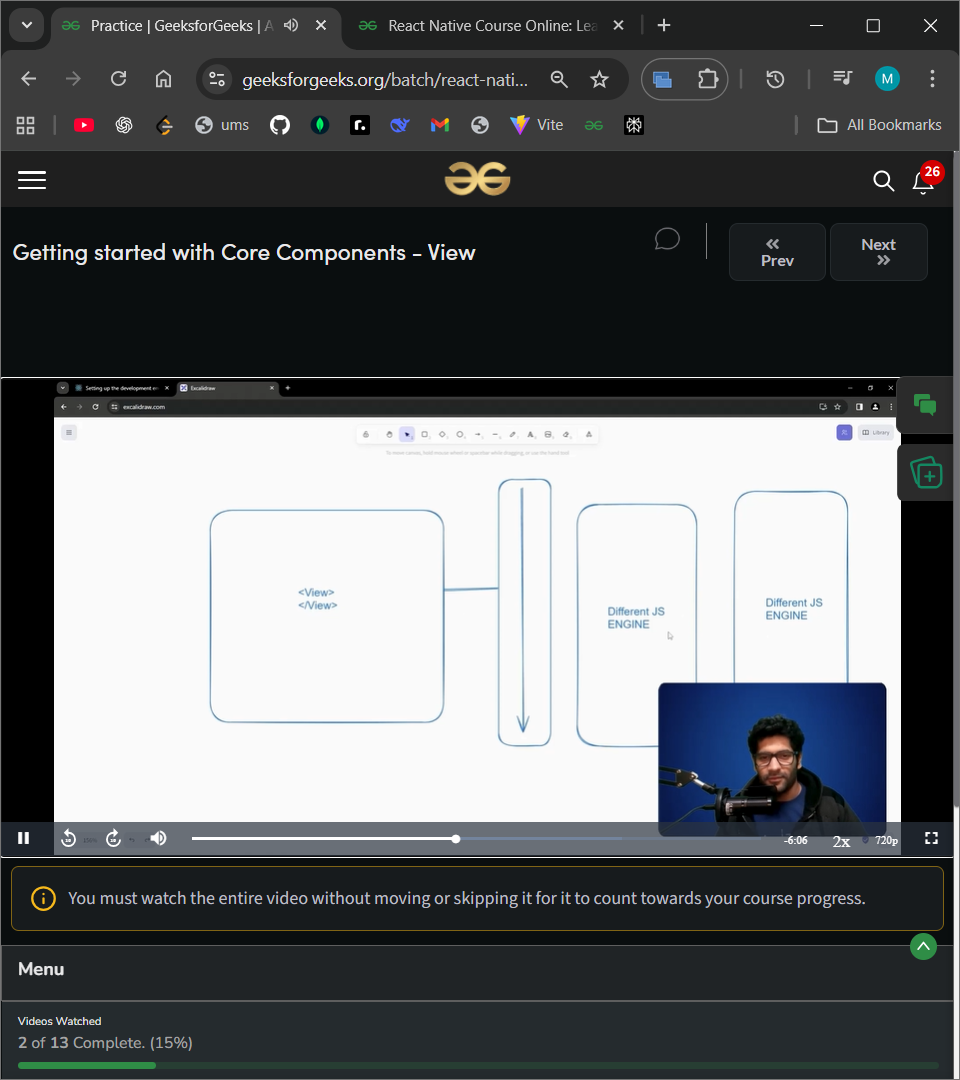 Practice | GeeksforGeeks | A
React Native Course Online: Lea
geeksforgeeks.org/batch/react-nati...
M
ums
Vite
All Bookmarks
26
Getting started with Core Components - View
Prev
Next
Setting up the development en
Excalidraw
excalidraw.com
Library
To move canvas, hold mouse wheel or spacebar while dragging, or use the hand tool
<View>
</View>
Different JS
ENGINE
Different JS
ENGINE
-6:06
2x
720p
You must watch the entire video without moving or skipping it for it to count towards your course progress.
Menu
Videos Watched
2 of 13 Complete. (15%)